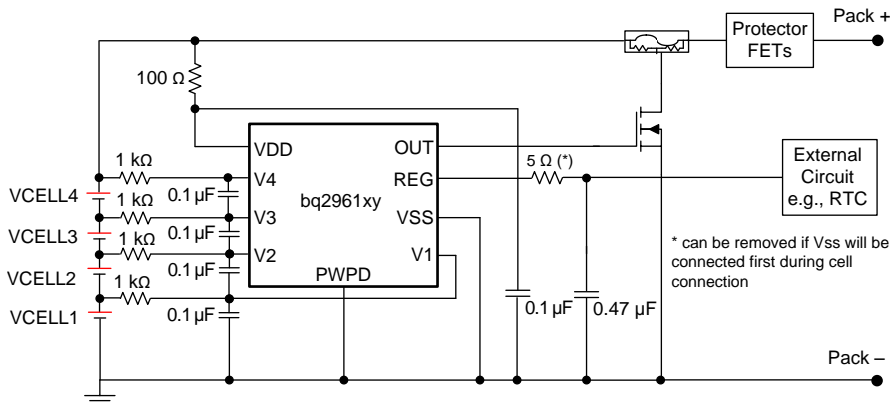 Pack +
Protector
FETs
100 Ω
VDD
OUT
1 kΩ
V4
REG
5 Ω (*)
External
Circuit
e.g., RTC
VCELL4
0.1 µF
bq2961xy
1 kΩ
V3
VSS
VCELL3
0.1 µF
1 kΩ
V2
V1
* can be removed if Vss will be
connected first during cell
connection
VCELL2
0.1 µF
PWPD
1 kΩ
VCELL1
0.1 µF
0.1 µF
0.47 µF
Pack –